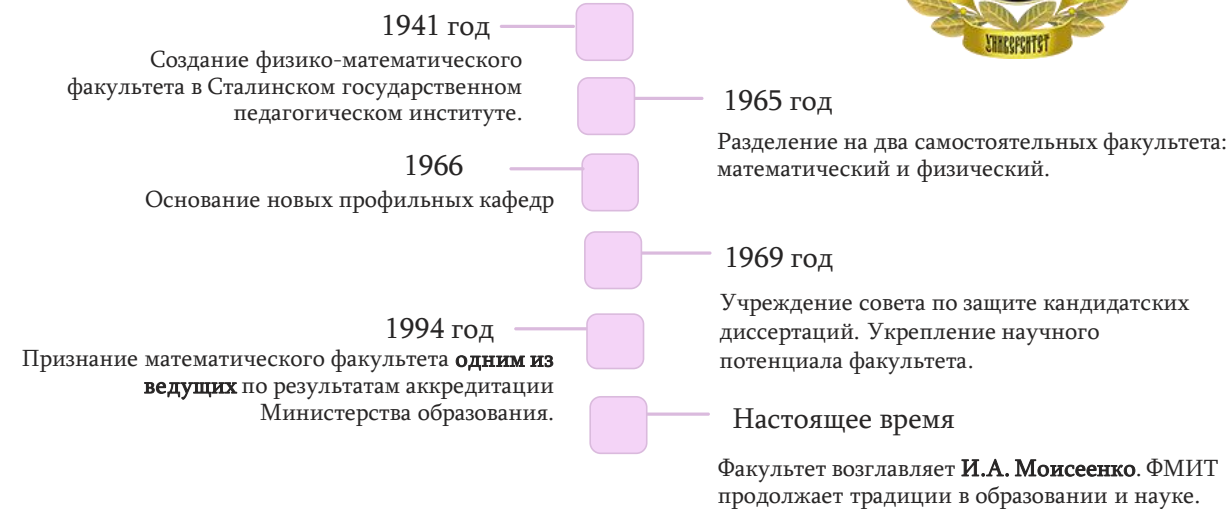 УНИВЕРСИТЕТ
1941 год
Создание физико-математического
факультета в Сталинском государственном
педагогическом институте.
1965 год
Разделение на два самостоятельных факультета:
математический и физический.
1966
Основание новых профильных кафедр
1969 год
Учреждение совета по защите кандидатских
диссертаций. Укрепление научного
потенциала факультета.
1994 год
Признание математического факультета одним из
ведущих по результатам аккредитации
Министерства образования.
Настоящее время
Факультет возглавляет И.А. Моисеенко. ФМИТ
продолжает традиции в образовании и науке.